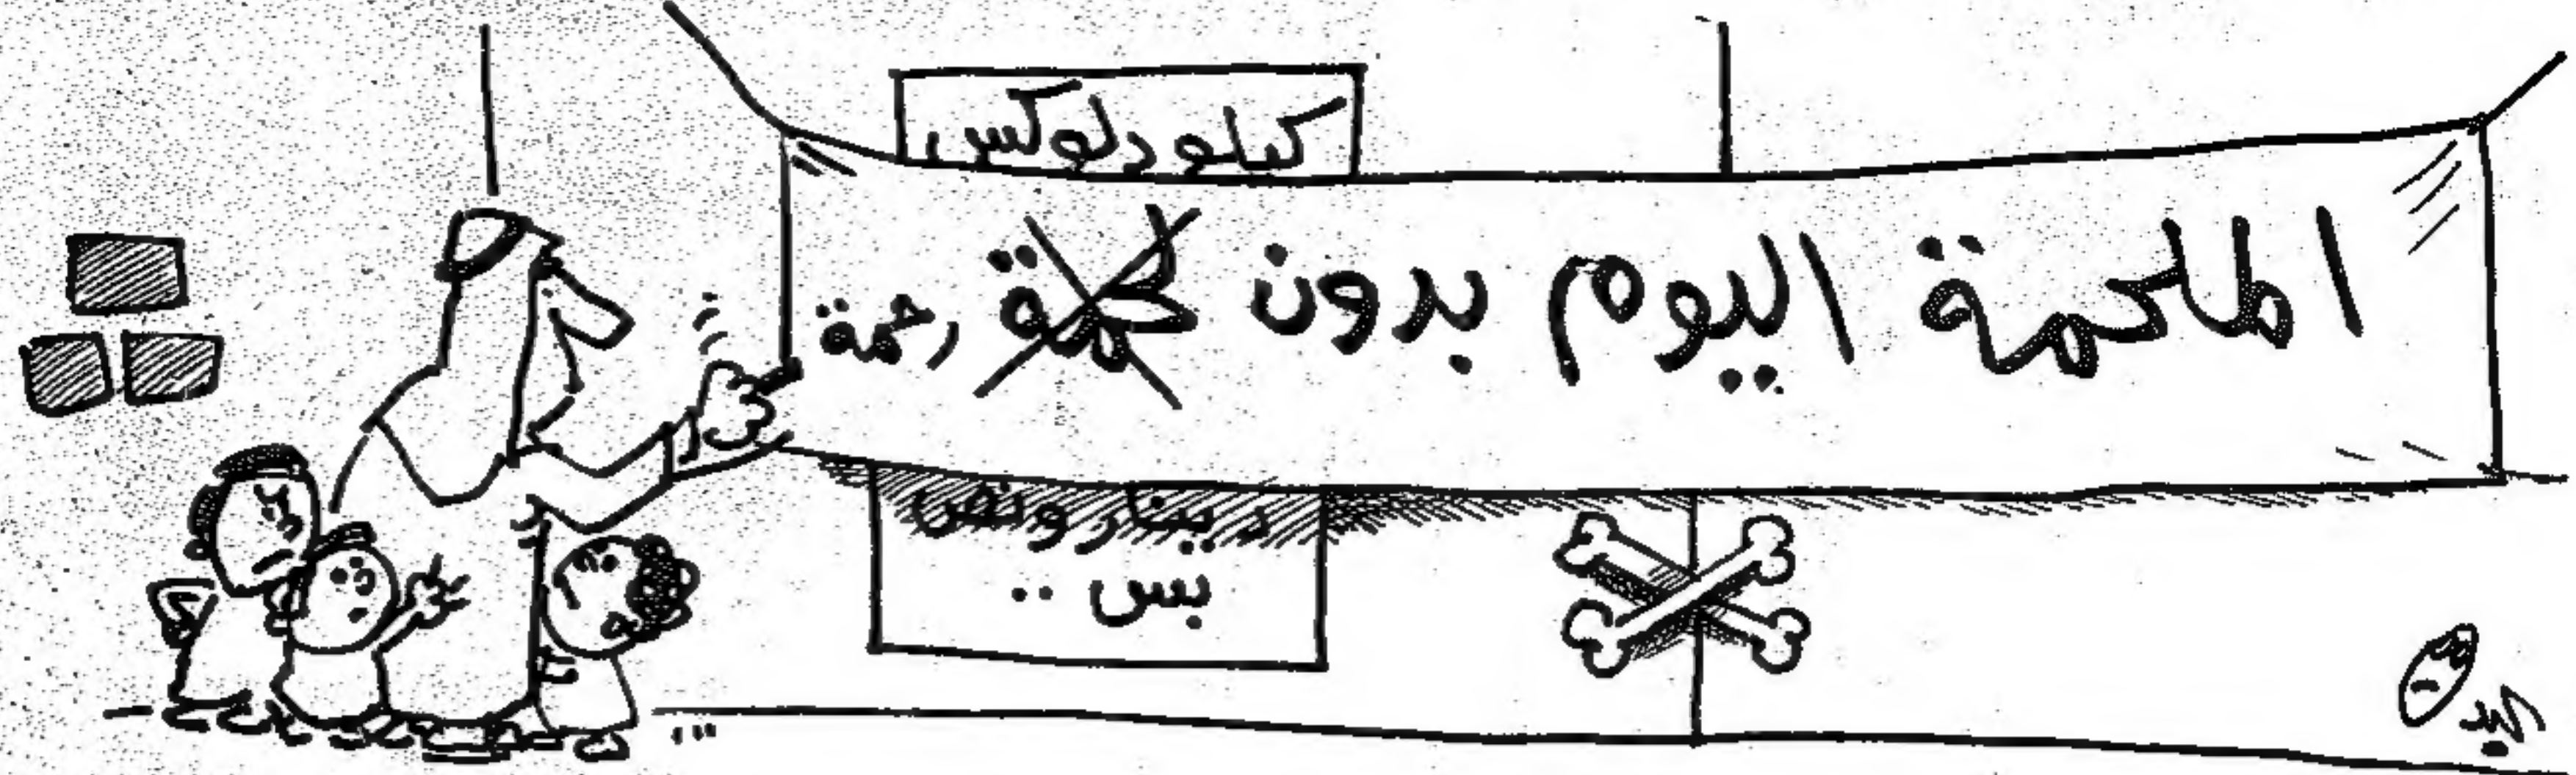 كيلو دلوكس
الملحمة اليوم بدون لحمة رحمة
دينار ونص
بس ..